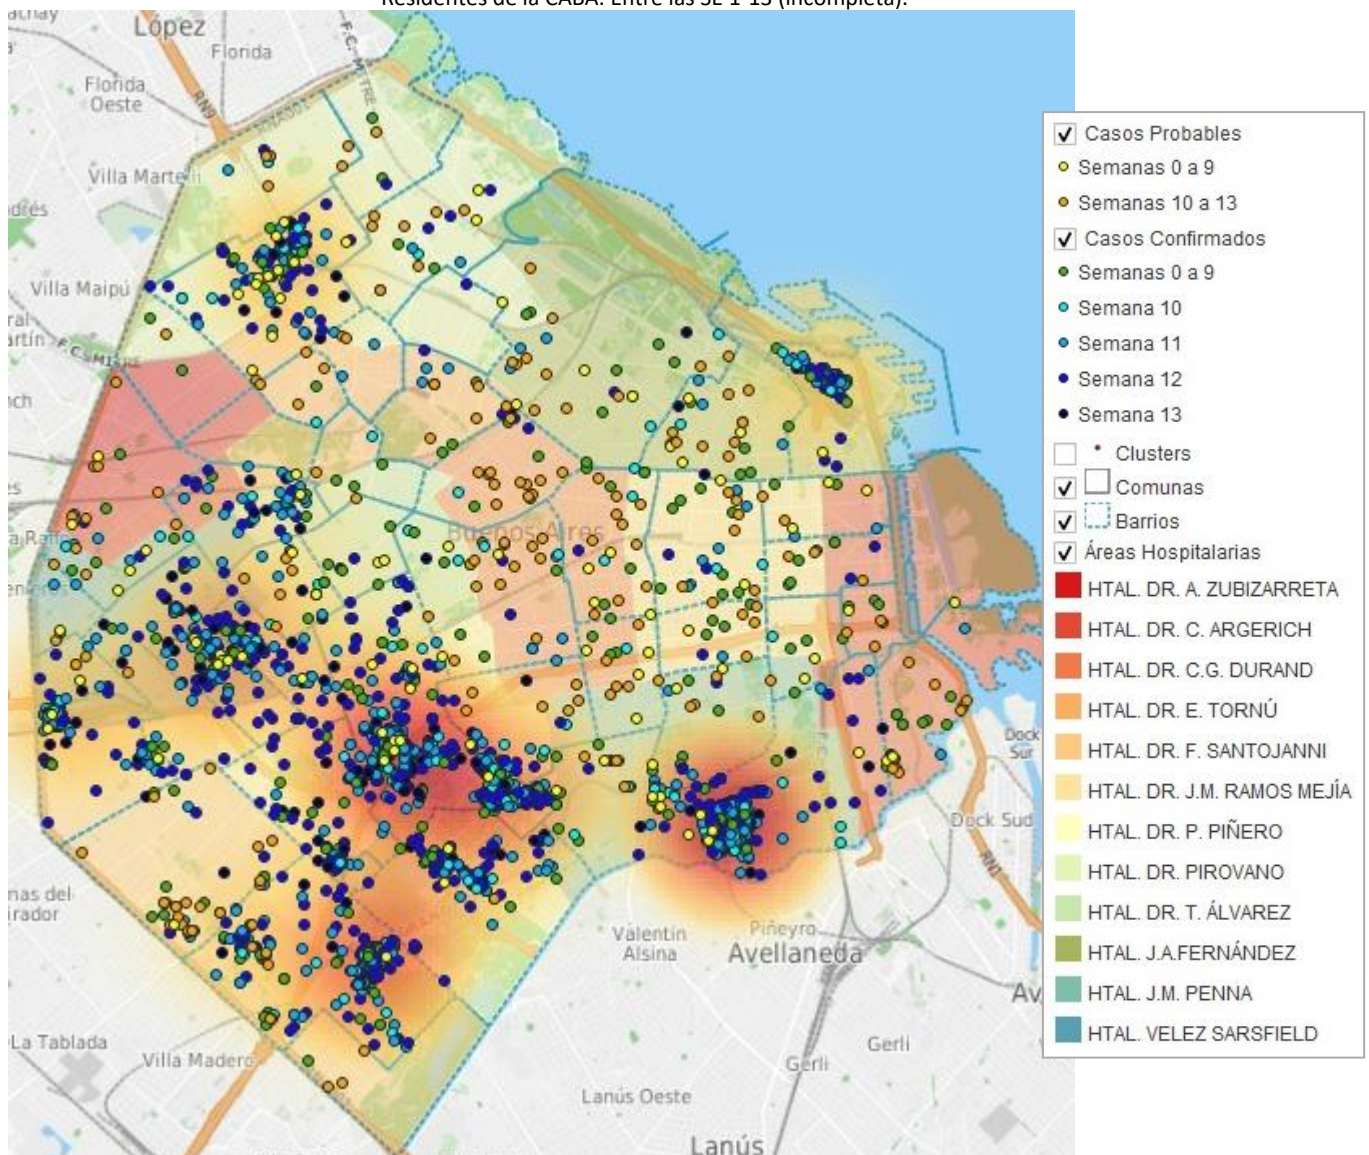 Residentes de la CABA. Entre las SE 1-13 (incompleta).
López
Florida
F.C. MITRE
Florida
Oeste
RN9
Villa Martelli
Villa Maipú
F.C. MITRE
Buenos Aires
Dock
Sur
Dock Sud
RN1
Valentín
Alsina
Piñeyro
Avellaneda
Av
La Tablada
Villa Madero
Gerli
Gerli
Lanús Oeste
Lanús
Casos Probables
Semanas 0 a 9
Semanas 10 a 13
Casos Confirmados
Semanas 0 a 9
Semana 10
Semana 11
Semana 12
Semana 13
Clusters
Comunas
Barrios
Áreas Hospitalarias
HTAL. DR. A. ZUBIZARRETA
HTAL. DR. C. ARGERICH
HTAL. DR. C.G. DURAND
HTAL. DR. E. TORNÚ
HTAL. DR. F. SANTOJANNI
HTAL. DR. J.M. RAMOS MEJÍA
HTAL. DR. P. PIÑERO
HTAL. DR. PIROVANO
HTAL. DR. T. ÁLVAREZ
HTAL. J.A.FERNÁNDEZ
HTAL. J.M. PENNA
HTAL. VELEZ SARSFIELD